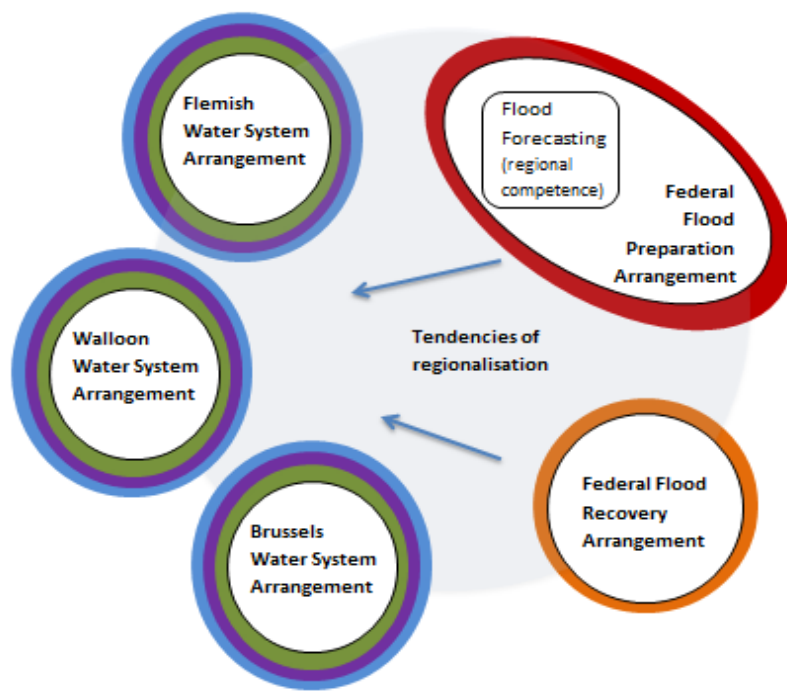 Flemish
Water System
Arrangement
Flood
Forecasting
(regional
competence)
Federal
Flood
Preparation
Arrangement
Walloon
Water System
Arrangement
Tendencies of
regionalisation
Brussels
Water System
Arrangement
Federal Flood
Recovery
Arrangement